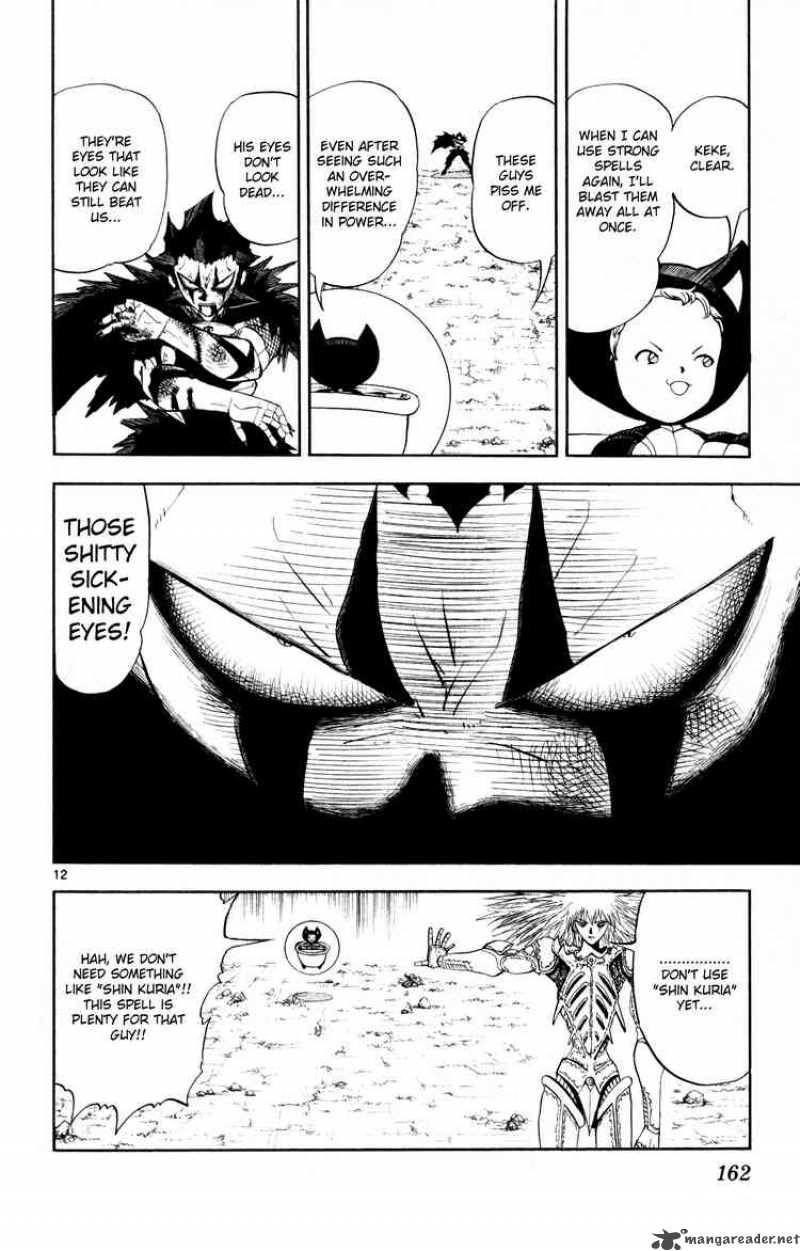 KEKE,
CLEAR.
WHEN I CAN
USE STRONG
SPELLS
AGAIN, I'LL
BLAST THEM
AWAY ALL AT
ONCE.
THESE
GUYS
PISS ME
OFF.
EVEN AFTER
SEEING SUCH
AN OVER-
WHELMING
DIFFERENCE
IN POWER...
HIS EYES
DON'T
LOOK
DEAD...
THEY'RE
EYES THAT
LOOK LIKE
THEY CAN
STILL BEAT
US...
THOSE
SHITTY
SICK-
ENING
EYES!
12
..................
DON'T USE
"SHIN KURIA"
YET...
HAH, WE DON'T
NEED SOMETHING
LIKE "SHIN KURIA"!!
THIS SPELL IS
PLENTY FOR THAT
GUY!!
162
mangareader.net